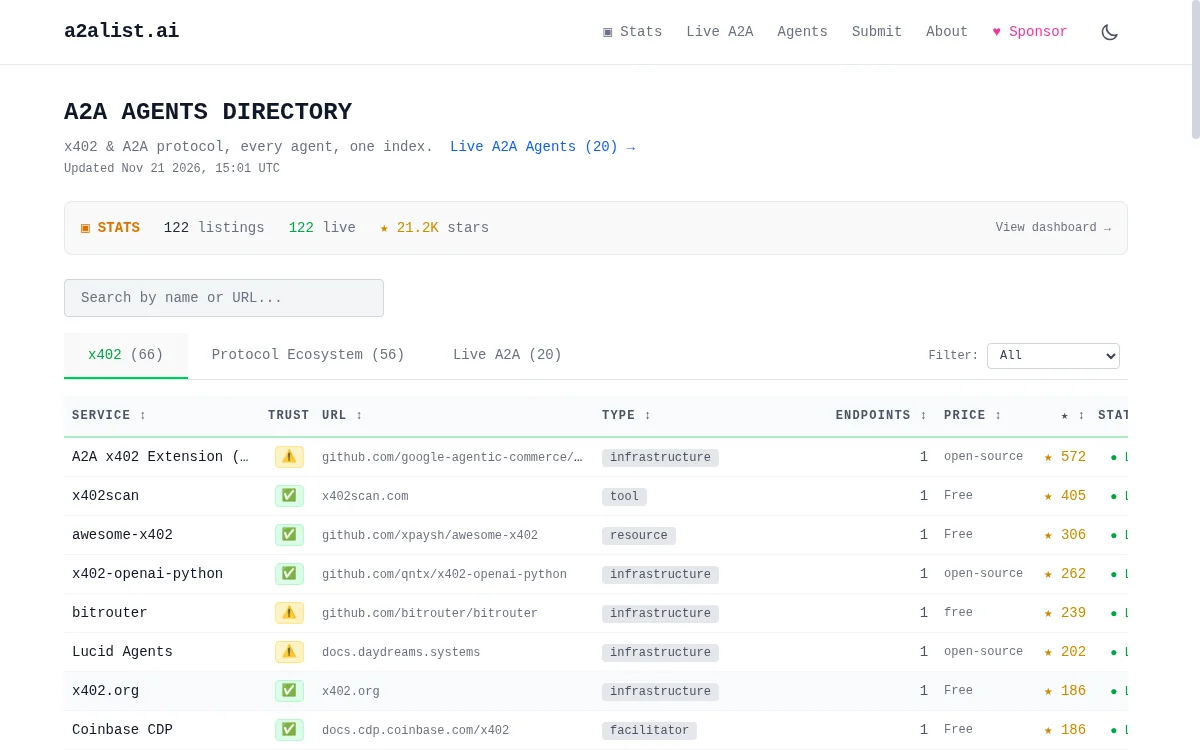 a2alist.ai
▣ Stats Live A2A Agents Submit About ♥ Sponsor
A2A AGENTS DIRECTORY
x402 & A2A protocol, every agent, one index. Live A2A Agents (20) →
Updated Nov 21 2026, 15:01 UTC
▣ STATS 122 listings 122 live ★ 21.2K stars View dashboard →
Search by name or URL...
x402 (66) Protocol Ecosystem (56) Live A2A (20) Filter: All
SERVICE ↕ TRUST URL ↕ TYPE ↕ ENDPOINTS ↕ PRICE ↕ ★ ↕ STAT
A2A x402 Extension (… ⚠️ github.com/google-agentic-commerce/… infrastructure 1 open-source ★ 572 ● L
x402scan ✅ x402scan.com tool 1 Free ★ 405 ● L
awesome-x402 ✅ github.com/xpaysh/awesome-x402 resource 1 Free ★ 306 ● L
x402-openai-python ✅ github.com/qntx/x402-openai-python infrastructure 1 open-source ★ 262 ● L
bitrouter ⚠️ github.com/bitrouter/bitrouter infrastructure 1 free ★ 239 ● L
Lucid Agents ⚠️ docs.daydreams.systems infrastructure 1 open-source ★ 202 ● L
x402.org ✅ x402.org infrastructure 1 Free ★ 186 ● L
Coinbase CDP ✅ docs.cdp.coinbase.com/x402 facilitator 1 Free ★ 186 ● L